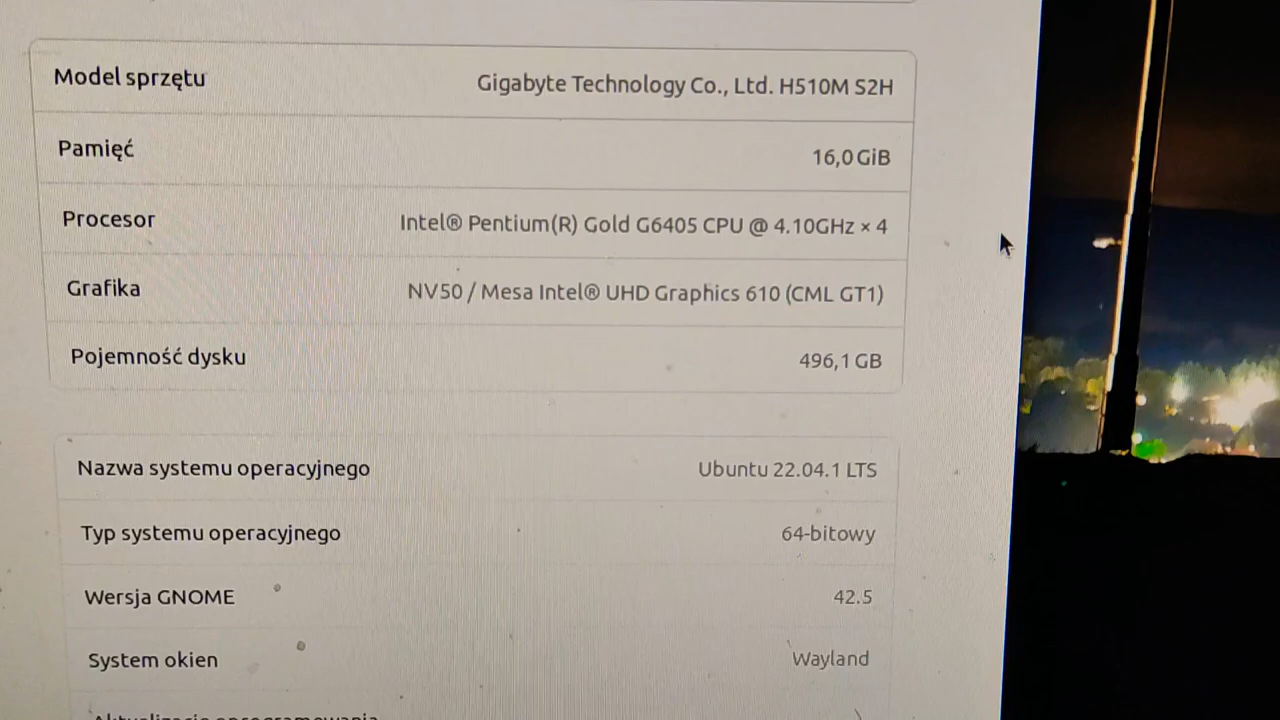 Model sprzętu Gigabyte Technology Co., Ltd. H510M S2H
Pamięć 16,0 GiB
Procesor Intel® Pentium(R) Gold G6405 CPU @ 4.10GHz × 4
Grafika NV50 / Mesa Intel® UHD Graphics 610 (CML GT1)
Pojemność dysku 496,1 GB
Nazwa systemu operacyjnego Ubuntu 22.04.1 LTS
Typ systemu operacyjnego 64-bitowy
Wersja GNOME 42.5
System okien Wayland